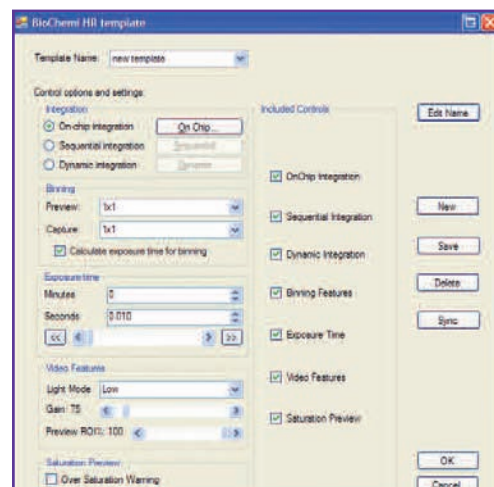 BioChemi HR template
Template Name: new template
Control options and settings:
Integration
On-chip integration On Chip...
Sequential integration Sequential
Dynamic integration Dynamic
Binning
Preview: 1x1
Capture: 1x1
Calculate exposure time for binning
Exposure time
Minutes 0
Seconds 0.010
<< >>
Video Features
Light Mode Low
Gain: 75
Preview ROI%: 100
Saturation Preview
Over Saturation Warning
Included Controls
OnChip Integration
Sequential Integration
Dynamic Integration
Binning Features
Exposure Time
Video Features
Saturation Preview
Edit Name
New
Save
Delete
Sync
OK
Cancel